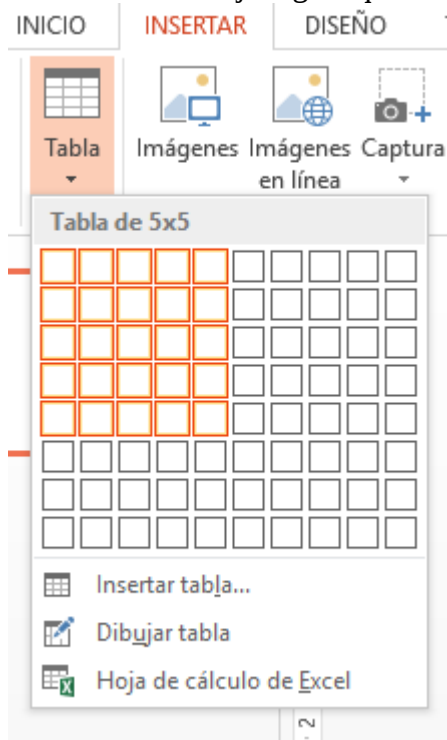 INICIO INSERTAR DISEÑO
Tabla Imágenes Imágenes Captura
en línea
Tabla de 5x5
Insertar tabla...
Dibujar tabla
Hoja de cálculo de Excel
2